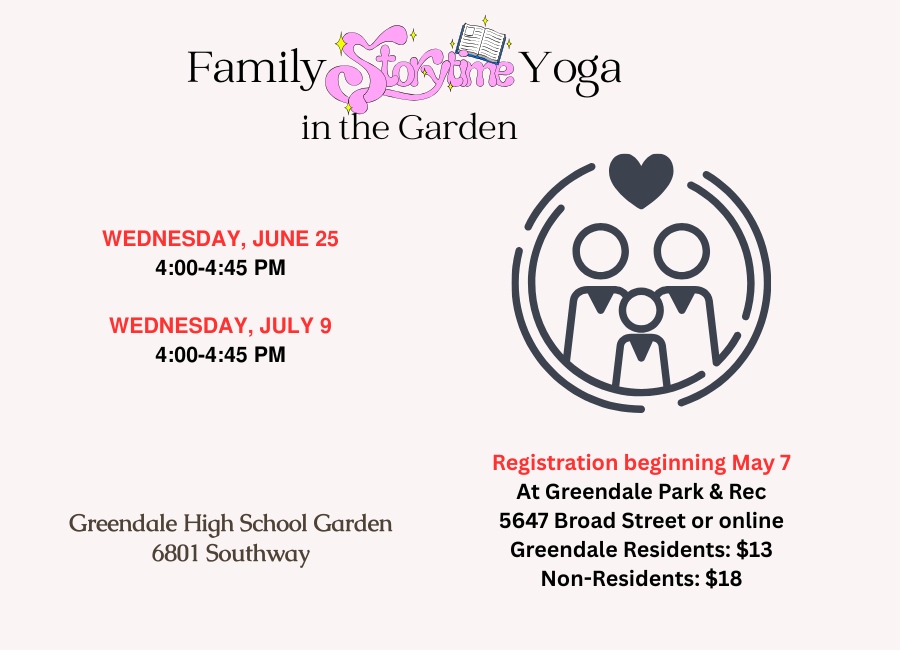 Family Storytime Yoga
in the Garden
WEDNESDAY, JUNE 25
4:00-4:45 PM
WEDNESDAY, JULY 9
4:00-4:45 PM
Greendale High School Garden
6801 Southway
Registration beginning May 7
At Greendale Park & Rec
5647 Broad Street or online
Greendale Residents: $13
Non-Residents: $18